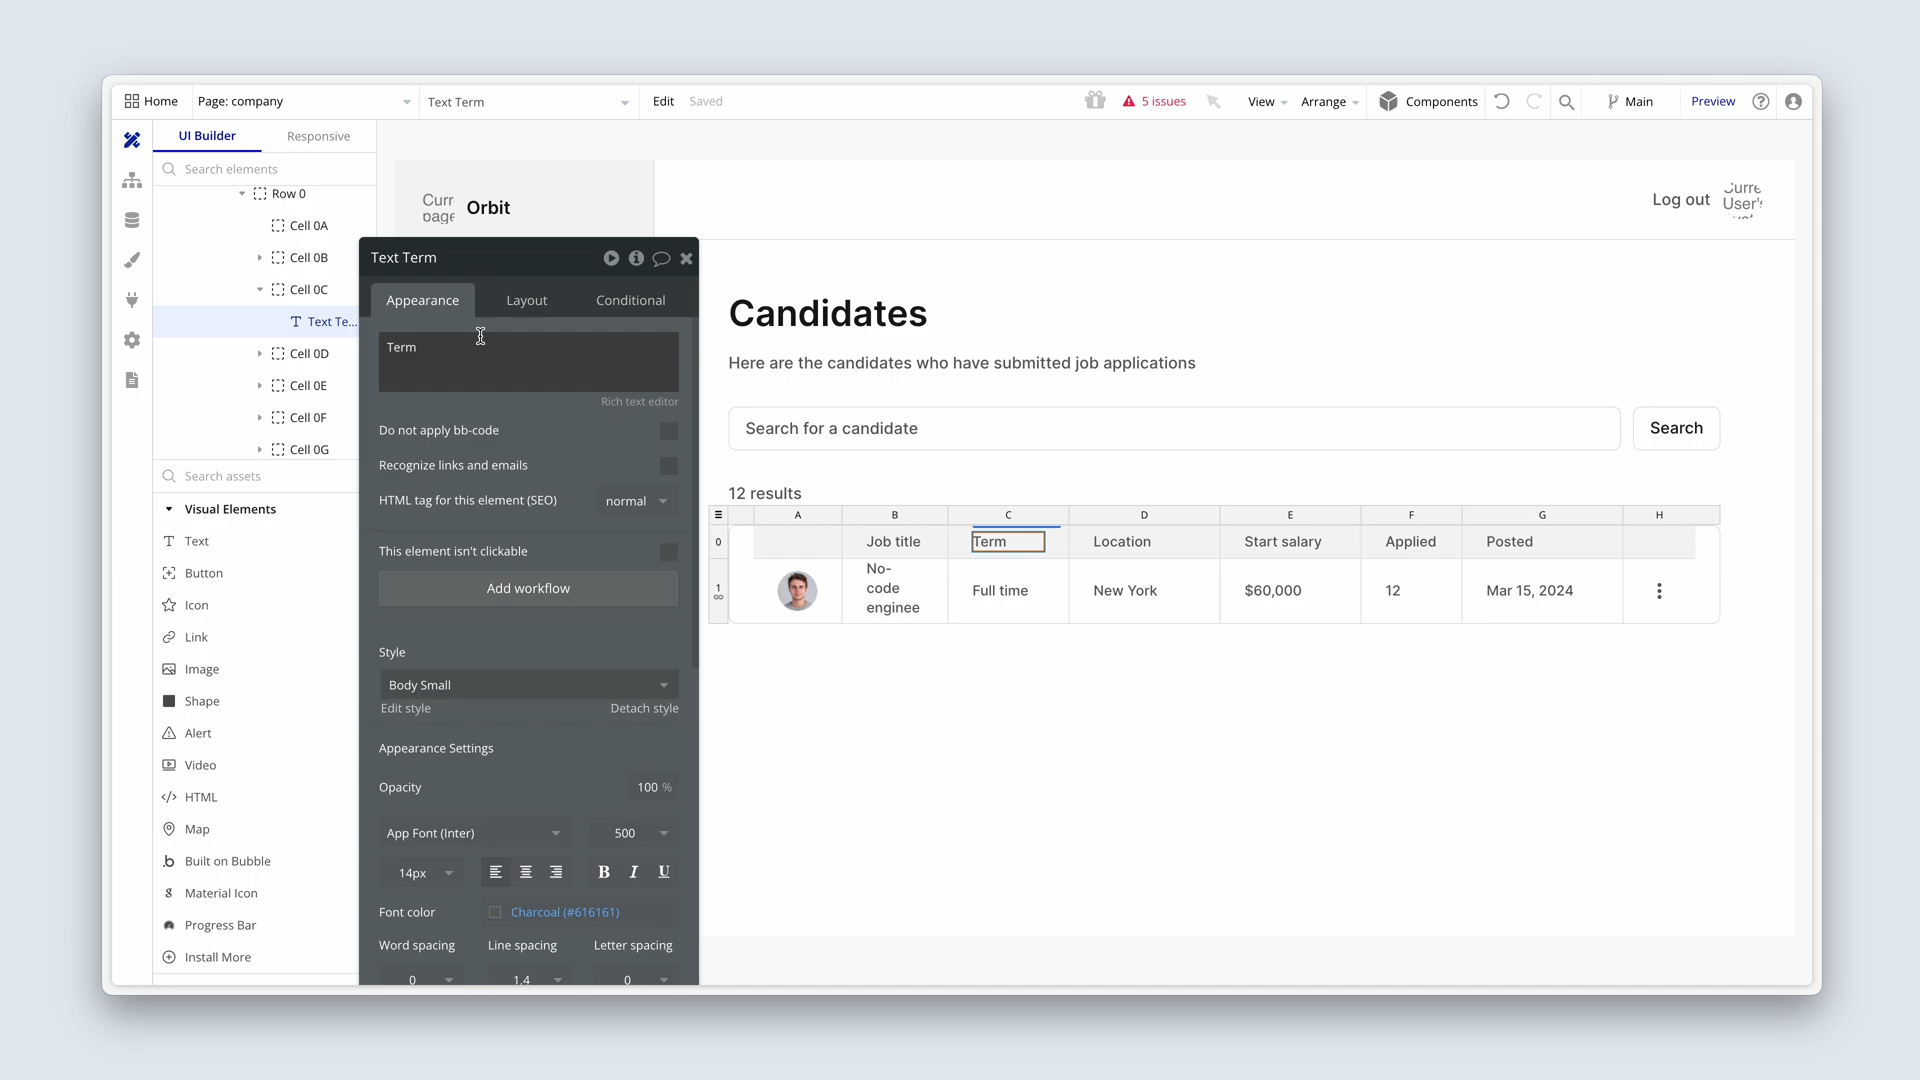 Home
Page: company
Text Term
Edit
Saved
5 issues
View
Arrange
Components
Main
Preview
UI Builder
Responsive
Search elements
Row 0
Cell 0A
Cell 0B
Cell 0C
Text Te...
Cell 0D
Cell 0E
Cell 0F
Cell 0G
Search assets
Visual Elements
Text
Button
Icon
Link
Image
Shape
Alert
Video
HTML
Map
Built on Bubble
Material Icon
Progress Bar
Install More
Text Term
Appearance
Layout
Conditional
Term
Rich text editor
Do not apply bb-code
Recognize links and emails
HTML tag for this element (SEO)
normal
This element isn't clickable
Add workflow
Style
Body Small
Edit style
Detach style
Appearance Settings
Opacity
100 %
App Font (Inter)
500
14px
B I U
Font color
Charcoal (#616161)
Word spacing
Line spacing
Letter spacing
0
1.4
0
Curr
page
Orbit
Log out
Curre
User's
Candidates
Here are the candidates who have submitted job applications
Search for a candidate
Search
12 results
A B C D E F G H
0
Job title
Term
Location
Start salary
Applied
Posted
1
No-
code
enginee
Full time
New York
$60,000
12
Mar 15, 2024